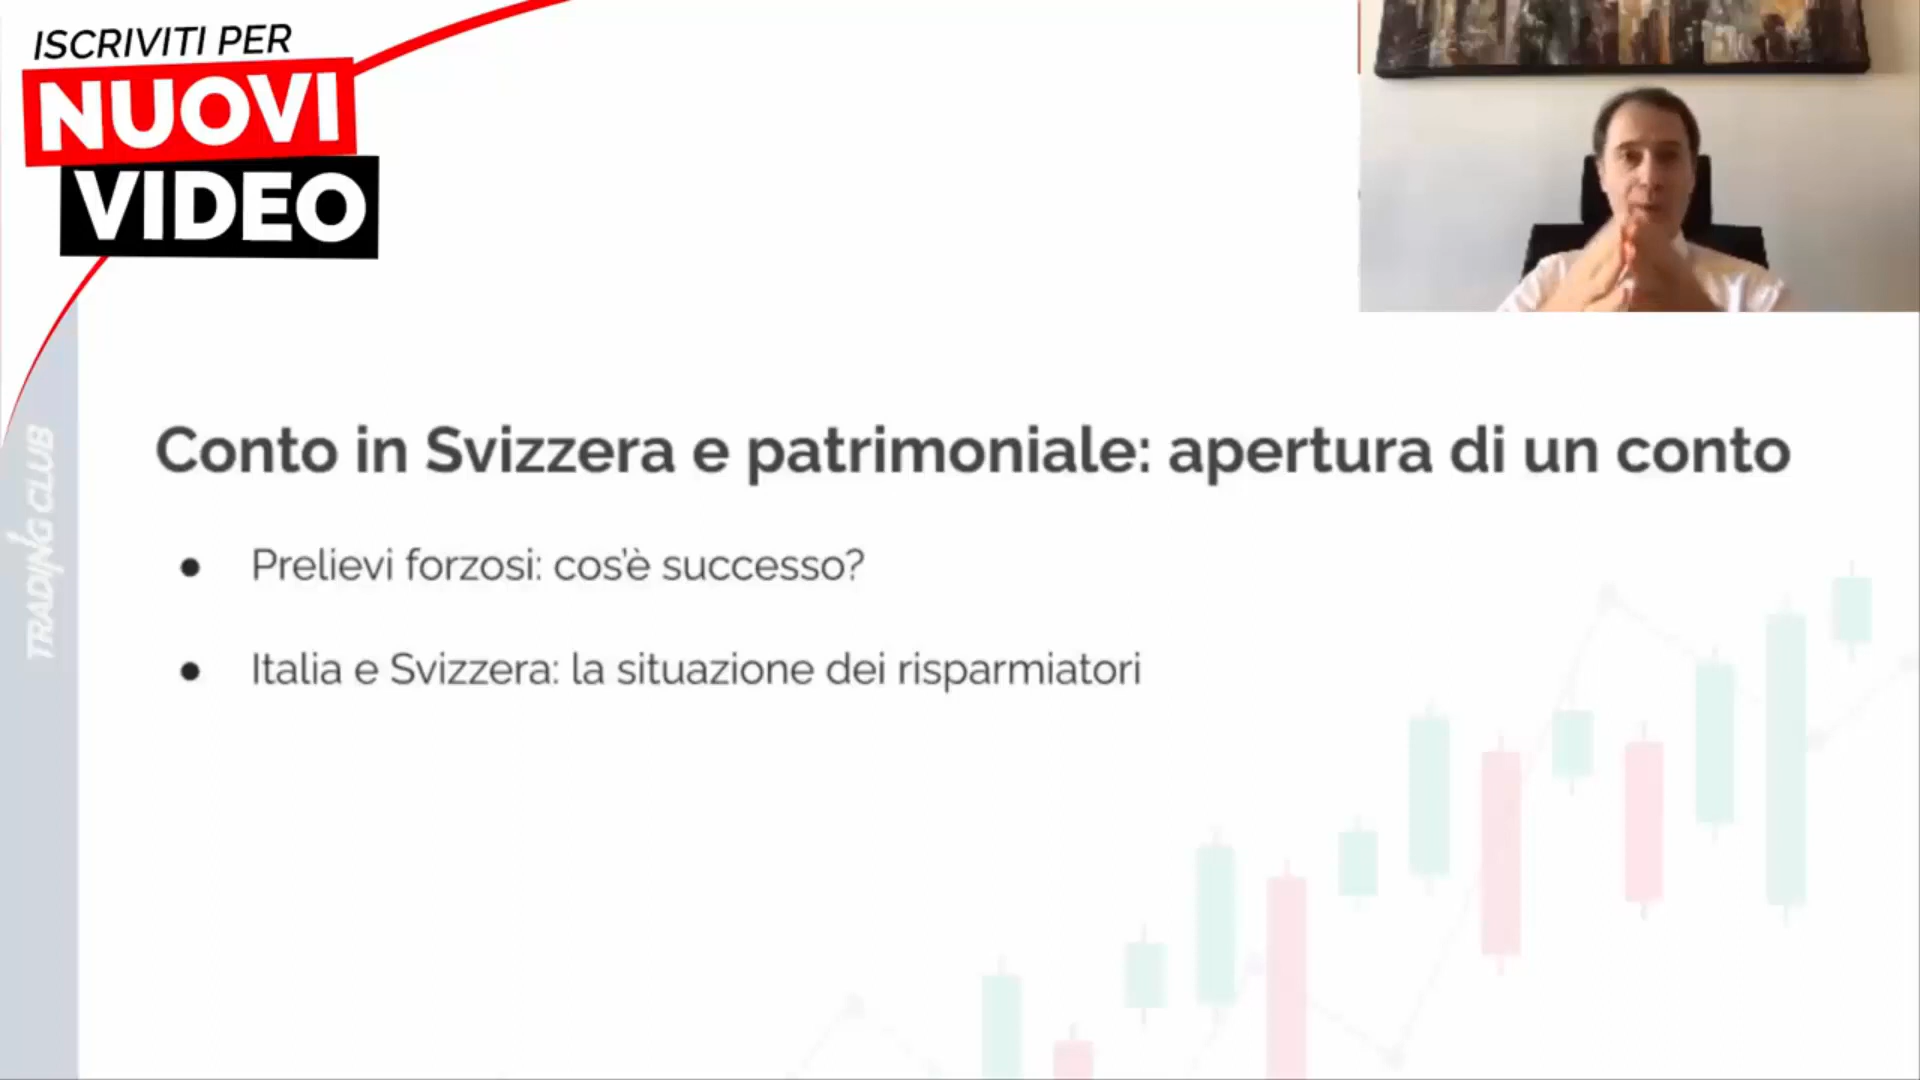 ISCRIVITI PER
NUOVI
VIDEO
TRADING CLUB
Conto in Svizzera e patrimoniale: apertura di un conto
● Prelievi forzosi: cos'è successo?
● Italia e Svizzera: la situazione dei risparmiatori